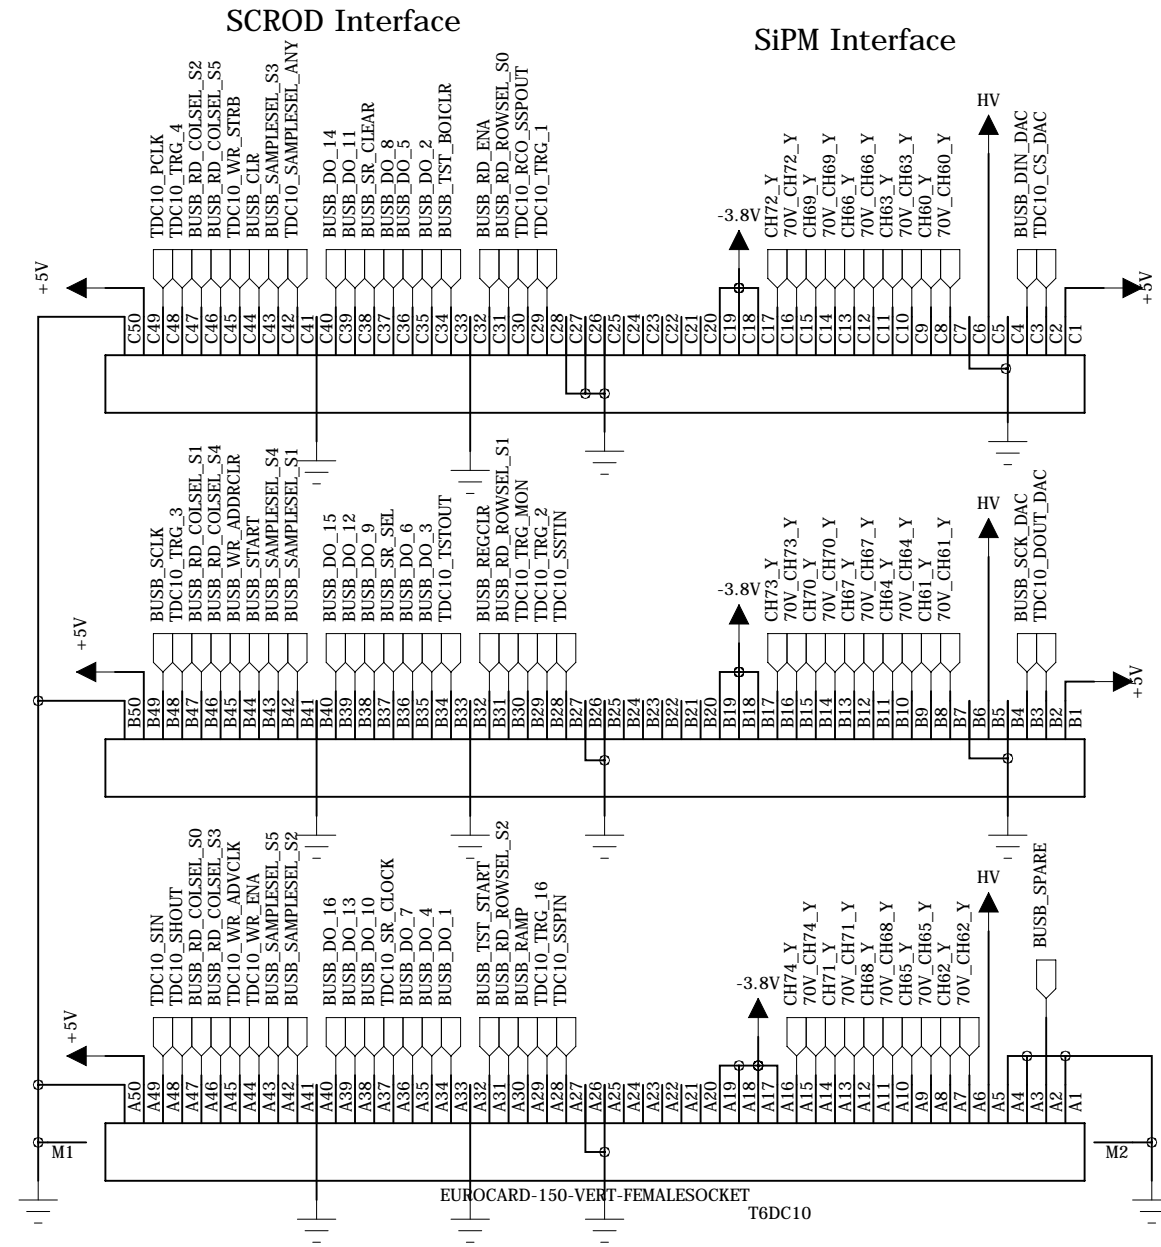 SCROD Interface
SiPM Interface
TDC10_PCLK
TDC10_TRG_4
BUSB_RD_COLSEL_S2
BUSB_RD_COLSEL_S5
TDC10_WR_STRB
BUSB_CLR
BUSB_SAMPLESEL_S3
TDC10_SAMPLESEL_ANY
BUSB_DO_14
BUSB_DO_11
BUSB_SR_CLEAR
BUSB_DO_8
BUSB_DO_5
BUSB_DO_2
BUSB_TST_BOICLR
BUSB_RD_ENA
BUSB_RD_ROWSEL_S0
TDC10_RCO_SSPOUT
TDC10_TRG_1
-3.8V
CH72_Y
70V_CH72_Y
CH69_Y
70V_CH69_Y
CH66_Y
70V_CH66_Y
CH63_Y
70V_CH63_Y
CH60_Y
70V_CH60_Y
HV
BUSB_DIN_DAC
TDC10_CS_DAC
+5V
+5V
C50 C49 C48 C47 C46 C45 C44 C43 C42 C41 C40 C39 C38 C37 C36 C35 C34 C33 C32 C31 C30 C29 C28 C27 C26 C25 C24 C23 C22 C21 C20 C19 C18 C17 C16 C15 C14 C13 C12 C11 C10 C9 C8 C7 C6 C5 C4 C3 C2 C1
BUSB_SCLK
TDC10_TRG_3
BUSB_RD_COLSEL_S1
BUSB_RD_COLSEL_S4
BUSB_WR_ADDRCLR
BUSB_START
BUSB_SAMPLESEL_S4
BUSB_SAMPLESEL_S1
BUSB_DO_15
BUSB_DO_12
BUSB_DO_9
BUSB_SR_SEL
BUSB_DO_6
BUSB_DO_3
TDC10_TSTOUT
BUSB_REGCLR
BUSB_RD_ROWSEL_S1
TDC10_TRG_MON
TDC10_TRG_2
TDC10_SSTIN
-3.8V
CH73_Y
70V_CH73_Y
CH70_Y
70V_CH70_Y
CH67_Y
70V_CH67_Y
CH64_Y
70V_CH64_Y
CH61_Y
70V_CH61_Y
HV
BUSB_SCK_DAC
TDC10_DOUT_DAC
+5V
+5V
B50 B49 B48 B47 B46 B45 B44 B43 B42 B41 B40 B39 B38 B37 B36 B35 B34 B33 B32 B31 B30 B29 B28 B27 B26 B25 B24 B23 B22 B21 B20 B19 B18 B17 B16 B15 B14 B13 B12 B11 B10 B9 B8 B7 B6 B5 B4 B3 B2 B1
TDC10_SIN
TDC10_SHOUT
BUSB_RD_COLSEL_S0
BUSB_RD_COLSEL_S3
TDC10_WR_ADVCLK
TDC10_WR_ENA
BUSB_SAMPLESEL_S5
BUSB_SAMPLESEL_S2
BUSB_DO_16
BUSB_DO_13
BUSB_DO_10
TDC10_SR_CLOCK
BUSB_DO_7
BUSB_DO_4
BUSB_DO_1
BUSB_TST_START
BUSB_RD_ROWSEL_S2
BUSB_RAMP
TDC10_TRG_16
TDC10_SSPIN
-3.8V
CH74_Y
70V_CH74_Y
CH71_Y
70V_CH71_Y
CH68_Y
70V_CH68_Y
CH65_Y
70V_CH65_Y
CH62_Y
70V_CH62_Y
HV
BUSB_SPARE
+5V
A50 A49 A48 A47 A46 A45 A44 A43 A42 A41 A40 A39 A38 A37 A36 A35 A34 A33 A32 A31 A30 A29 A28 A27 A26 A25 A24 A23 A22 A21 A20 A19 A18 A17 A16 A15 A14 A13 A12 A11 A10 A9 A8 A7 A6 A5 A4 A3 A2 A1
M1
M2
EUROCARD-150-VERT-FEMALESOCKET
T6DC10